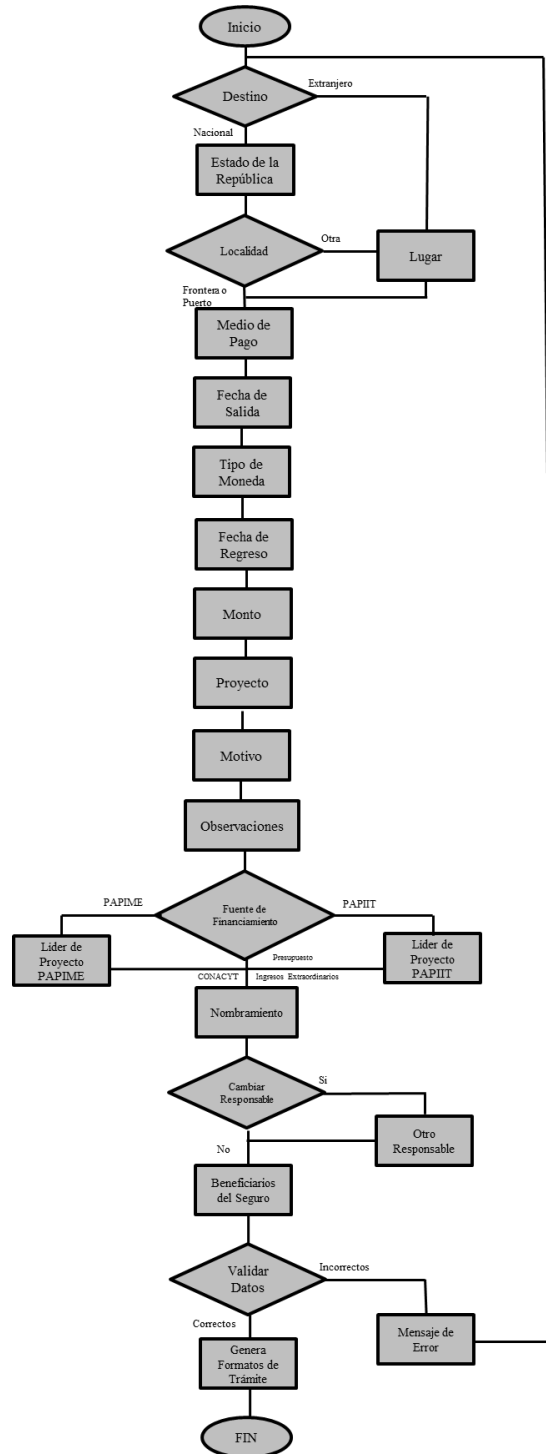 Inicio
Extranjero
Destino
Nacional
Estado de la
República
Otra
Localidad
Lugar
Frontera o
Puerto
Medio de
Pago
Fecha de
Salida
Tipo de
Moneda
Fecha de
Regreso
Monto
Proyecto
Motivo
Observaciones
PAPIME
PAPIIT
Fuente de
Financiamiento
Lider de
Proyecto
PAPIME
Lider de
Proyecto
PAPIIT
Presupuesto
CONACYT
Ingresos Extraordinarios
Nombramiento
Si
Cambiar
Responsable
Otro
Responsable
No
Beneficiarios
del Seguro
Incorrectos
Validar
Datos
Correctos
Mensaje de
Error
Genera
Formatos de
Trámite
FIN